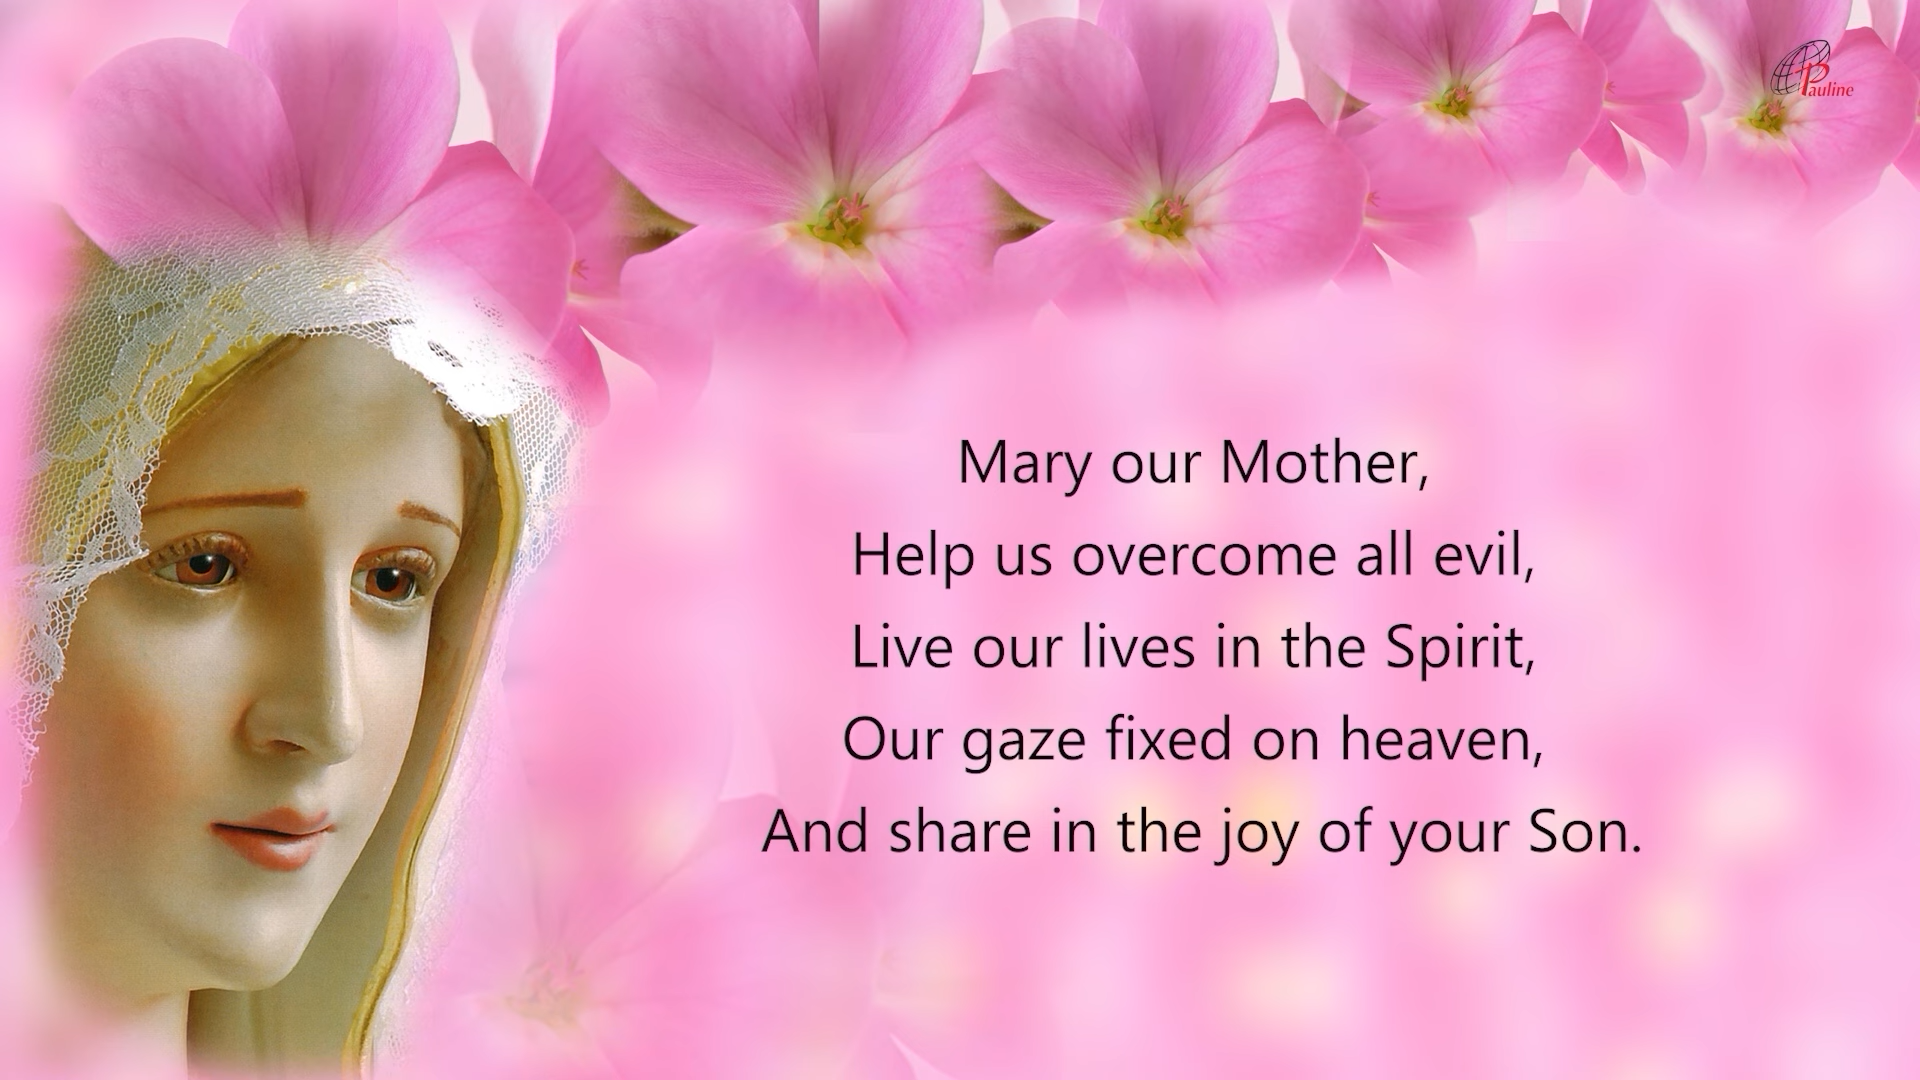 Pauline
Mary our Mother,
Help us overcome all evil,
Live our lives in the Spirit,
Our gaze fixed on heaven,
And share in the joy of your Son.